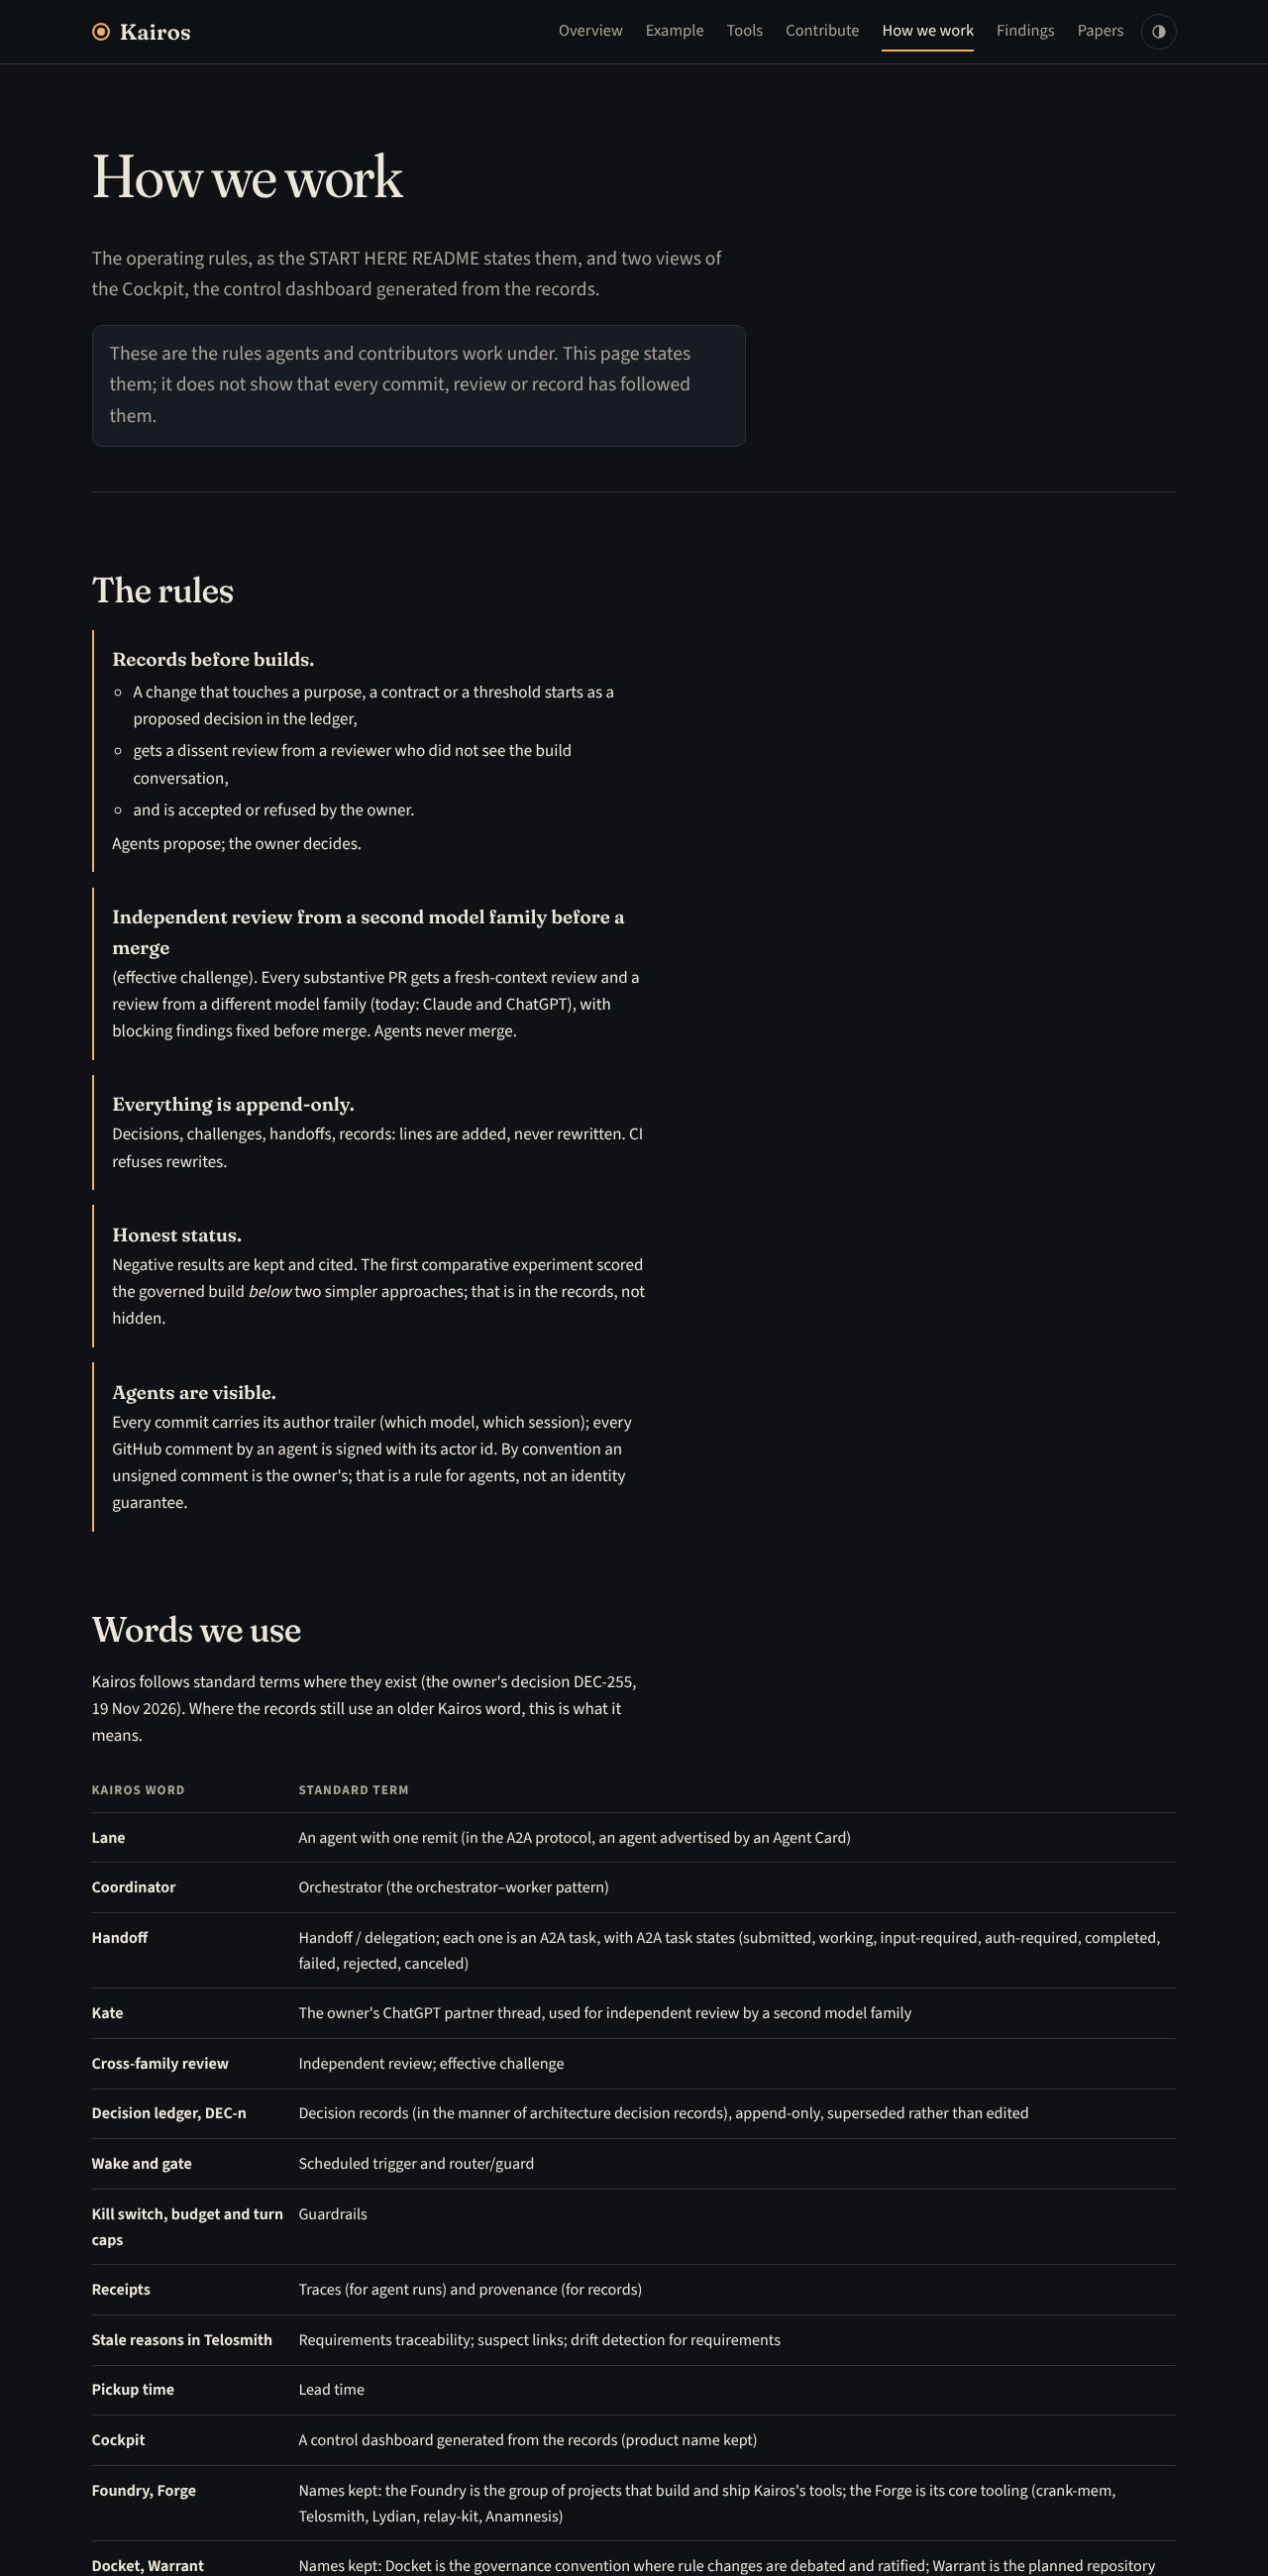 Kairos
Overview Example Tools Contribute How we work Findings Papers
How we work
The operating rules, as the START HERE README states them, and two views of
the Cockpit, the control dashboard generated from the records.
These are the rules agents and contributors work under. This page states
them; it does not show that every commit, review or record has followed
them.
The rules
Records before builds.
A change that touches a purpose, a contract or a threshold starts as a
proposed decision in the ledger,
gets a dissent review from a reviewer who did not see the build
conversation,
and is accepted or refused by the owner.
Agents propose; the owner decides.
Independent review from a second model family before a
merge
(effective challenge). Every substantive PR gets a fresh-context review and a
review from a different model family (today: Claude and ChatGPT), with
blocking findings fixed before merge. Agents never merge.
Everything is append-only.
Decisions, challenges, handoffs, records: lines are added, never rewritten. CI
refuses rewrites.
Honest status.
Negative results are kept and cited. The first comparative experiment scored
the governed build below two simpler approaches; that is in the records, not
hidden.
Agents are visible.
Every commit carries its author trailer (which model, which session); every
GitHub comment by an agent is signed with its actor id. By convention an
unsigned comment is the owner's; that is a rule for agents, not an identity
guarantee.
Words we use
Kairos follows standard terms where they exist (the owner's decision DEC-255,
19 Nov 2026). Where the records still use an older Kairos word, this is what it
means.
KAIROS WORD STANDARD TERM
Lane An agent with one remit (in the A2A protocol, an agent advertised by an Agent Card)
Coordinator Orchestrator (the orchestrator–worker pattern)
Handoff Handoff / delegation; each one is an A2A task, with A2A task states (submitted, working, input-required, auth-required, completed,
failed, rejected, canceled)
Kate The owner's ChatGPT partner thread, used for independent review by a second model family
Cross-family review Independent review; effective challenge
Decision ledger, DEC-n Decision records (in the manner of architecture decision records), append-only, superseded rather than edited
Wake and gate Scheduled trigger and router/guard
Kill switch, budget and turn Guardrails
caps
Receipts Traces (for agent runs) and provenance (for records)
Stale reasons in Telosmith Requirements traceability; suspect links; drift detection for requirements
Pickup time Lead time
Cockpit A control dashboard generated from the records (product name kept)
Foundry, Forge Names kept: the Foundry is the group of projects that build and ship Kairos's tools; the Forge is its core tooling (crank-mem,
Telosmith, Lydian, relay-kit, Anamnesis)
Docket, Warrant Names kept: Docket is the governance convention where rule changes are debated and ratified; Warrant is the planned repository